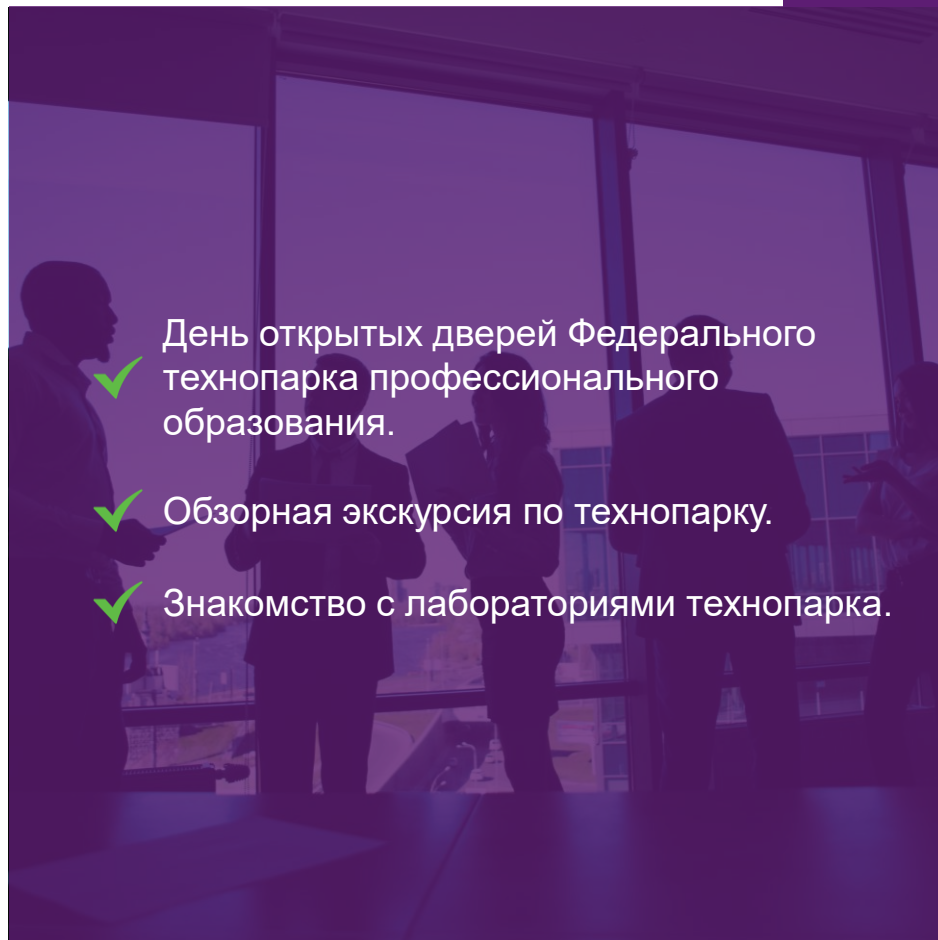 День открытых дверей Федерального
технопарка профессионального
образования.
Обзорная экскурсия по технопарку.
Знакомство с лабораториями технопарка.